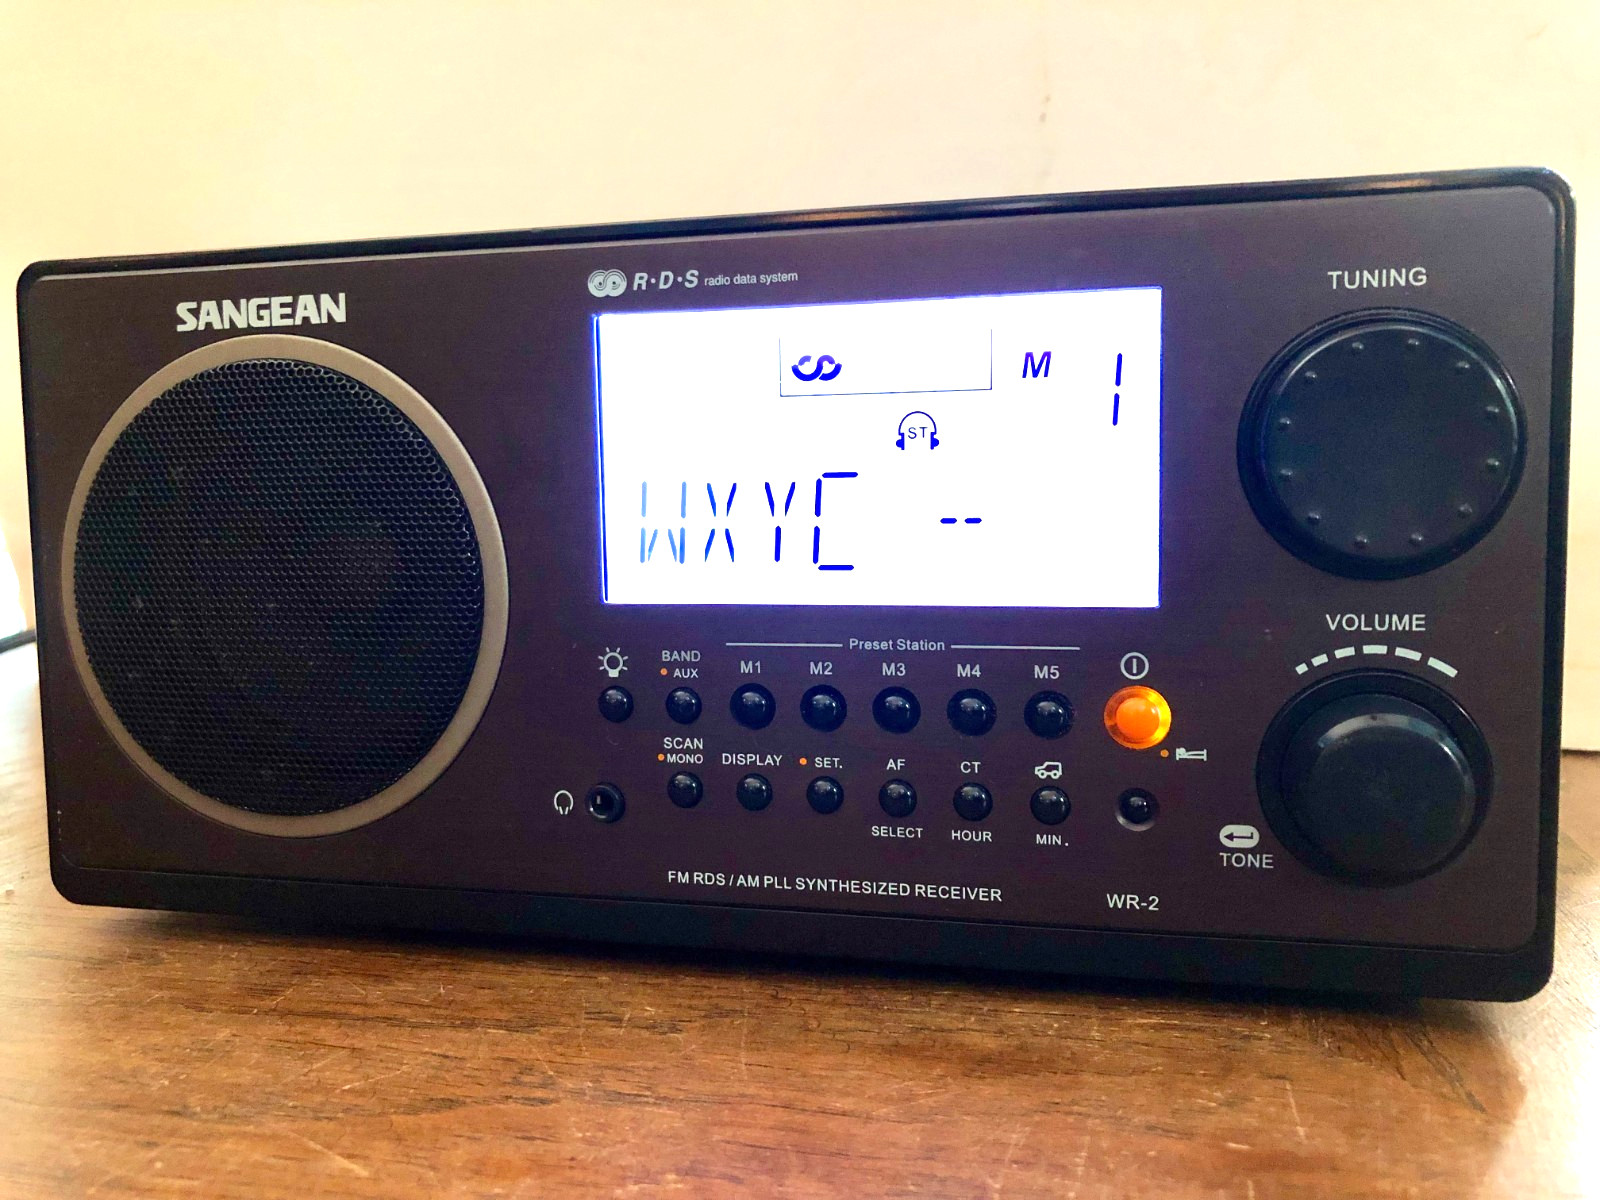 SANGEAN
R·D·S radio data system
TUNING
M 1
ST
WXYC --
VOLUME
Preset Station
BAND
AUX
M1 M2 M3 M4 M5
SCAN
MONO
DISPLAY
SET.
AF
CT
SELECT
HOUR
MIN.
TONE
FM RDS / AM PLL SYNTHESIZED RECEIVER
WR-2